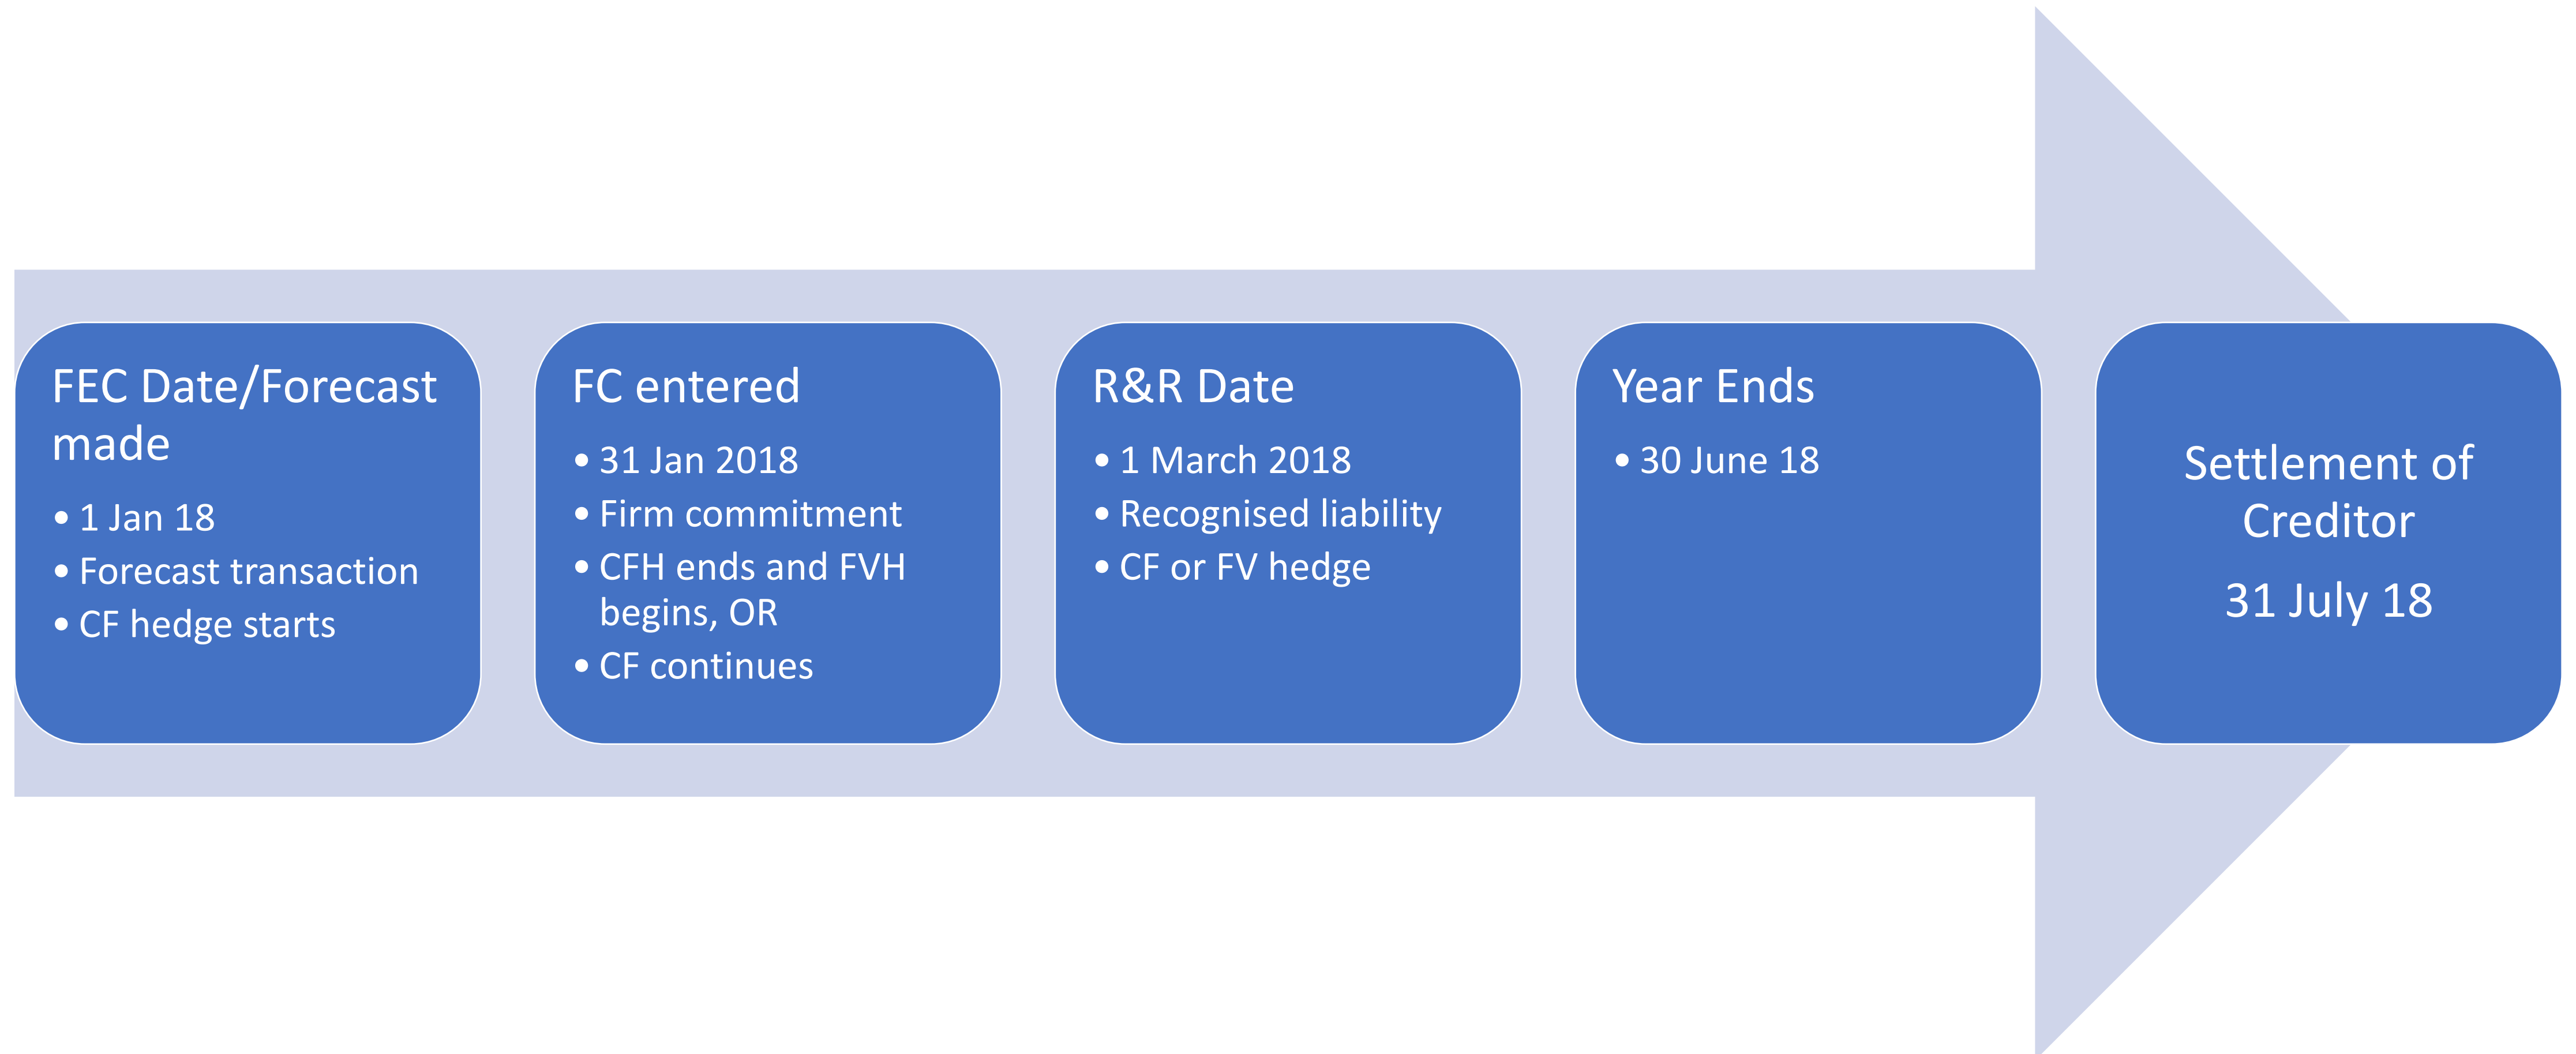 FEC Date/Forecast
made
• 1 Jan 18
• Forecast transaction
• CF hedge starts
FC entered
• 31 Jan 2018
• Firm commitment
• CFH ends and FVH
begins, OR
• CF continues
R&R Date
• 1 March 2018
• Recognised liability
• CF or FV hedge
Year Ends
• 30 June 18
Settlement of
Creditor
31 July 18